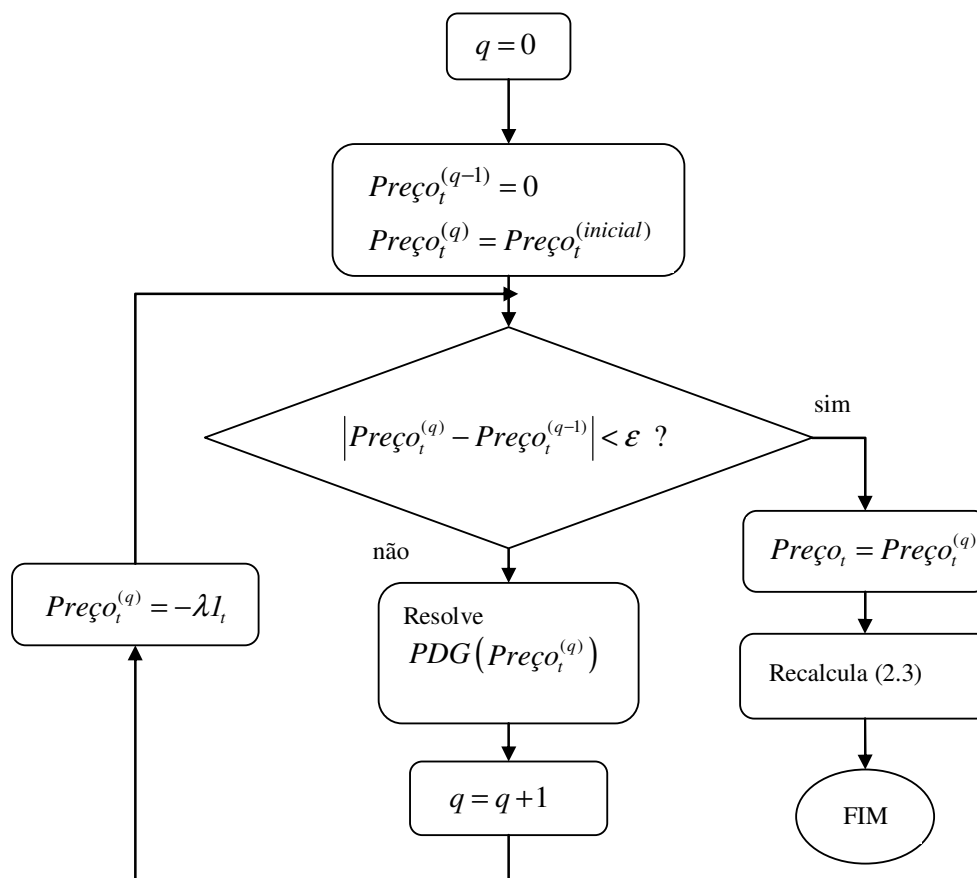 q = 0
Preço_t^(q−1) = 0
Preço_t^(q) = Preço_t^(inicial)
|Preço_t^(q) − Preço_t^(q−1)| < ε ?
sim
não
Preço_t = Preço_t^(q)
Preço_t^(q) = −λ1_t
Resolve
PDG(Preço_t^(q))
Recalcula (2.3)
q = q+1
FIM